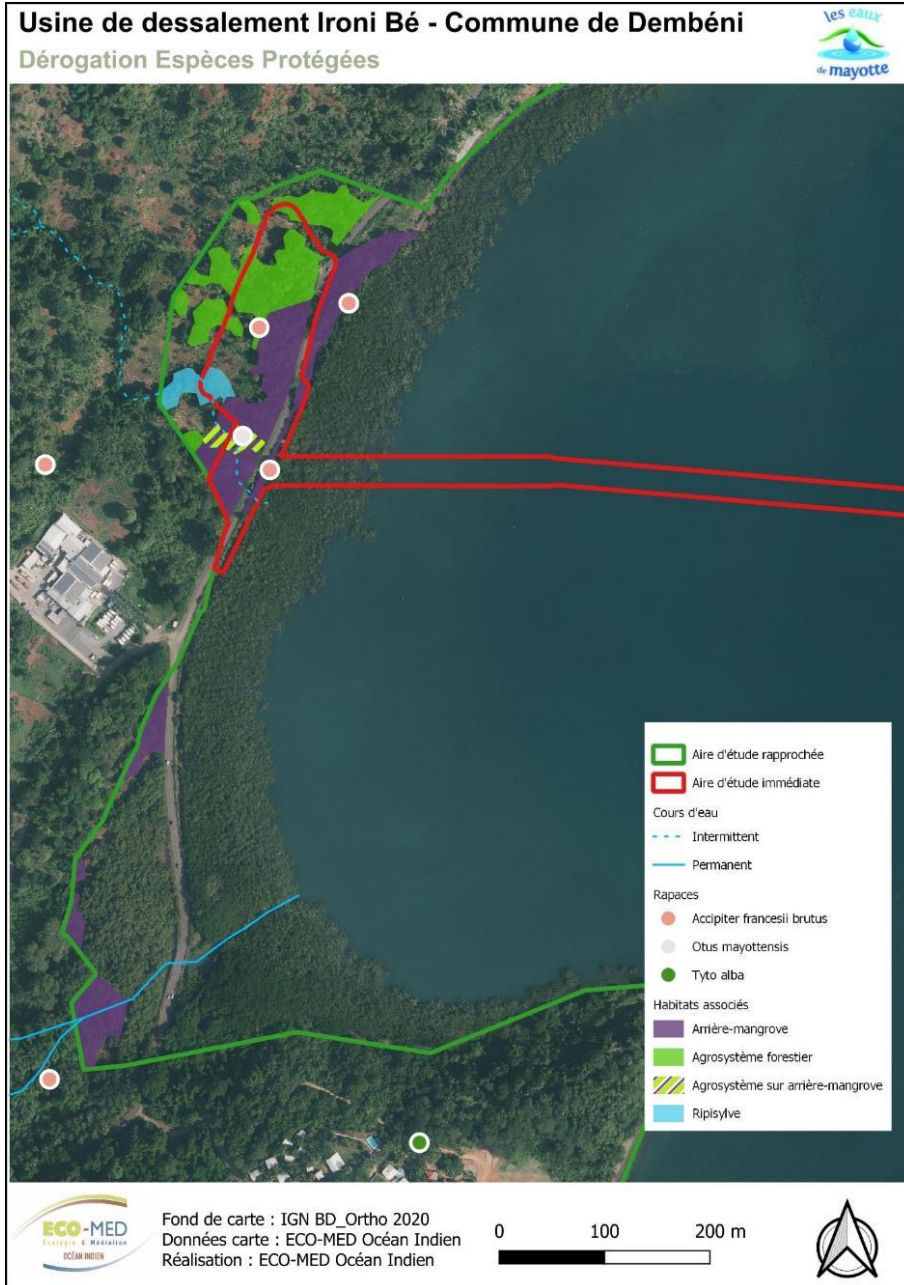 Usine de dessalement Ironi Bé - Commune de Dembéni
Dérogation Espèces Protégées
les eaux
de mayotte
Aire d'étude rapprochée
Aire d'étude immédiate
Cours d'eau
Intermittent
Permanent
Rapaces
Accipiter francesii brutus
Otus mayottensis
Tyto alba
Habitats associés
Arrière-mangrove
Agrosystème forestier
Agrosystème sur arrière-mangrove
Ripisylve
ECO-MED
Ecologie & Médiation
OCÉAN INDIEN
Fond de carte : IGN BD_Ortho 2020
Données carte : ECO-MED Océan Indien
Réalisation : ECO-MED Océan Indien
0 100 200 m